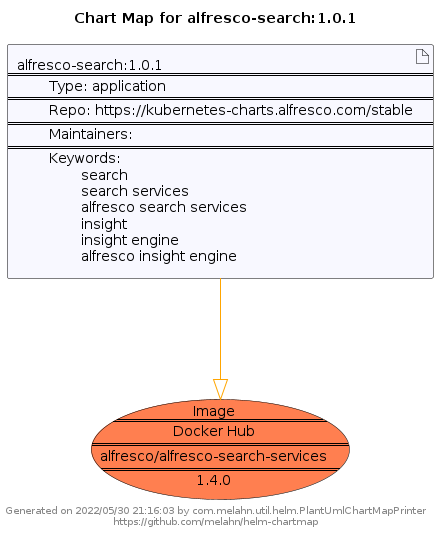 Chart Map for alfresco-search:1.0.1
alfresco-search:1.0.1
Type: application
Repo: https://kubernetes-charts.alfresco.com/stable
Maintainers:
Keywords:
search
search services
alfresco search services
insight
insight engine
alfresco insight engine
Image
Docker Hub
alfresco/alfresco-search-services
1.4.0
Generated on 2022/05/30 21:16:03 by com.melahn.util.helm.PlantUmlChartMapPrinter
https://github.com/melahn/helm-chartmap